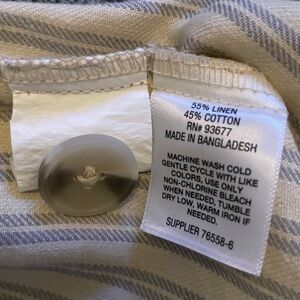 55% LINEN
45% COTTON
RN# 93677
MADE IN BANGLADESH
MACHINE WASH COLD
GENTLE CYCLE WITH LIKE
COLORS, USE ONLY
NON-CHLORINE BLEACH
WHEN NEEDED, TUMBLE
DRY LOW, WARM IRON IF
NEEDED.
SUPPLIER 76558-6